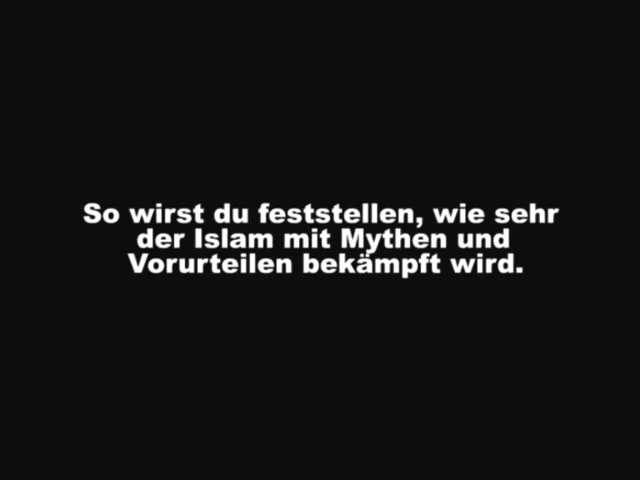 So wirst du feststellen, wie sehr
der Islam mit Mythen und
Vorurteilen bekämpft wird.